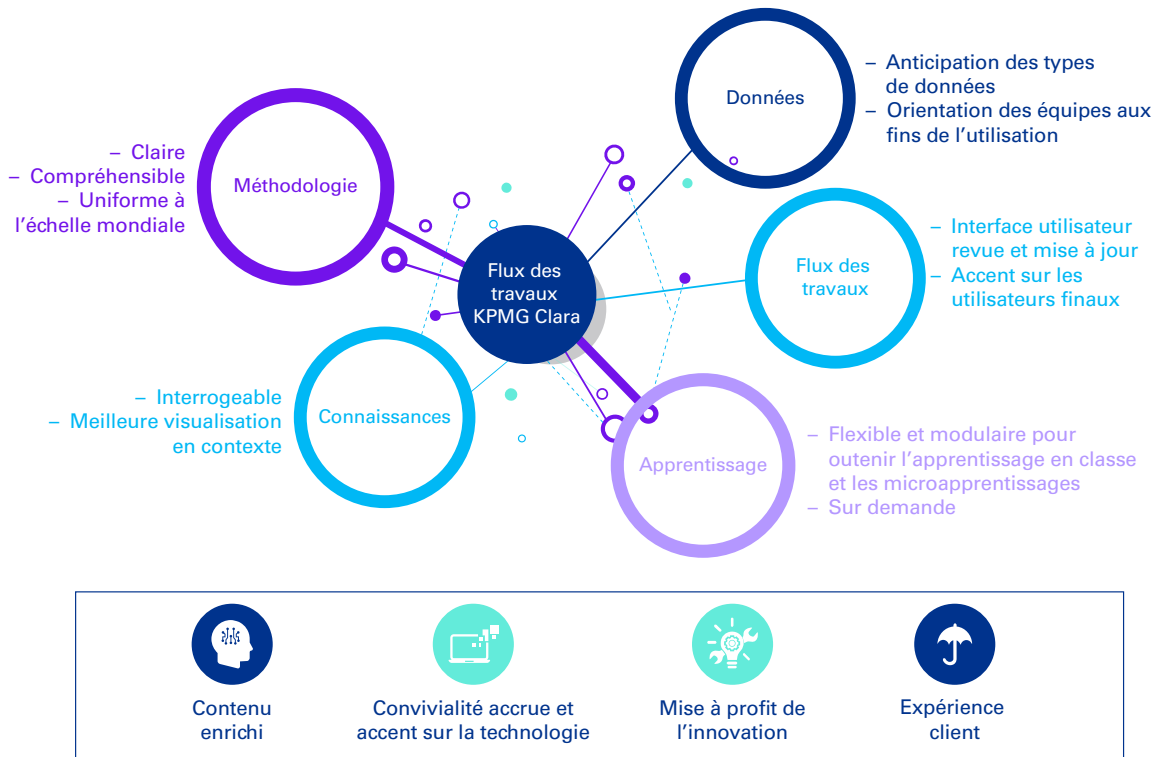 – Claire
– Compréhensible
– Uniforme à
l’échelle mondiale
Méthodologie
Données
– Anticipation des types
de données
– Orientation des équipes aux
fins de l’utilisation
Flux des
travaux
KPMG Clara
Flux des
travaux
– Interface utilisateur
revue et mise à jour
– Accent sur les
utilisateurs finaux
– Interrogeable
– Meilleure visualisation
en contexte
Connaissances
Apprentissage
– Flexible et modulaire pour
outenir l’apprentissage en classe
et les microapprentissages
– Sur demande
Contenu
enrichi
Convivialité accrue et
accent sur la technologie
Mise à profit de
l’innovation
Expérience
client